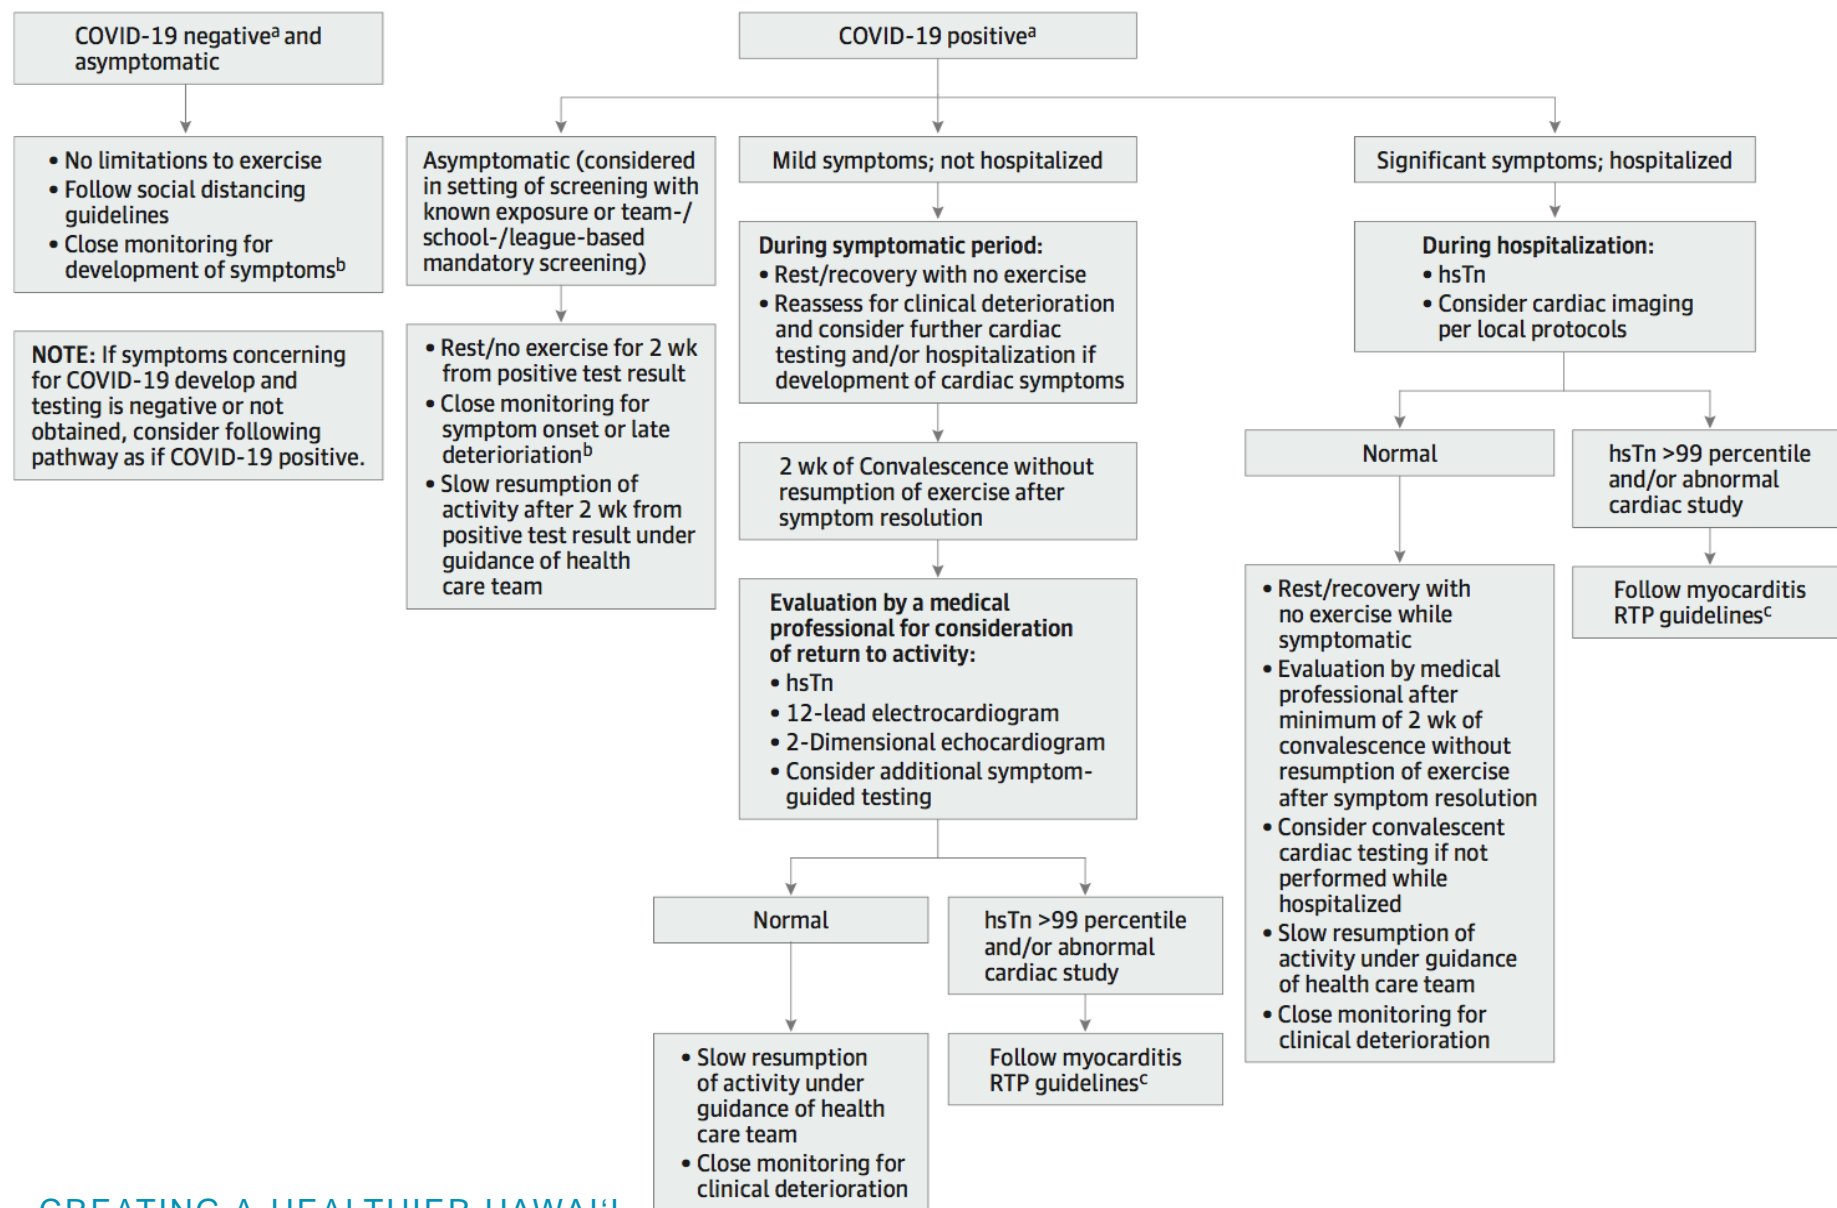 COVID-19 negativeᵃ and
asymptomatic
• No limitations to exercise
• Follow social distancing
guidelines
• Close monitoring for
development of symptomsᵇ
NOTE: If symptoms concerning
for COVID-19 develop and
testing is negative or not
obtained, consider following
pathway as if COVID-19 positive.
COVID-19 positiveᵃ
Asymptomatic (considered
in setting of screening with
known exposure or team-/
school-/league-based
mandatory screening)
• Rest/no exercise for 2 wk
from positive test result
• Close monitoring for
symptom onset or late
deterioriationᵇ
• Slow resumption of
activity after 2 wk from
positive test result under
guidance of health
care team
Mild symptoms; not hospitalized
During symptomatic period:
• Rest/recovery with no exercise
• Reassess for clinical deterioration
and consider further cardiac
testing and/or hospitalization if
development of cardiac symptoms
2 wk of Convalescence without
resumption of exercise after
symptom resolution
Evaluation by a medical
professional for consideration
of return to activity:
• hsTn
• 12-lead electrocardiogram
• 2-Dimensional echocardiogram
• Consider additional symptom-
guided testing
Normal
• Slow resumption
of activity under
guidance of health
care team
• Close monitoring for
clinical deterioration
hsTn >99 percentile
and/or abnormal
cardiac study
Follow myocarditis
RTP guidelinesᶜ
Significant symptoms; hospitalized
During hospitalization:
• hsTn
• Consider cardiac imaging
per local protocols
Normal
• Rest/recovery with
no exercise while
symptomatic
• Evaluation by medical
professional after
minimum of 2 wk of
convalescence without
resumption of exercise
after symptom resolution
• Consider convalescent
cardiac testing if not
performed while
hospitalized
• Slow resumption of
activity under guidance
of health care team
• Close monitoring for
clinical deterioration
hsTn >99 percentile
and/or abnormal
cardiac study
Follow myocarditis
RTP guidelinesᶜ
CREATING A HEALTHIER HAWAIʻI